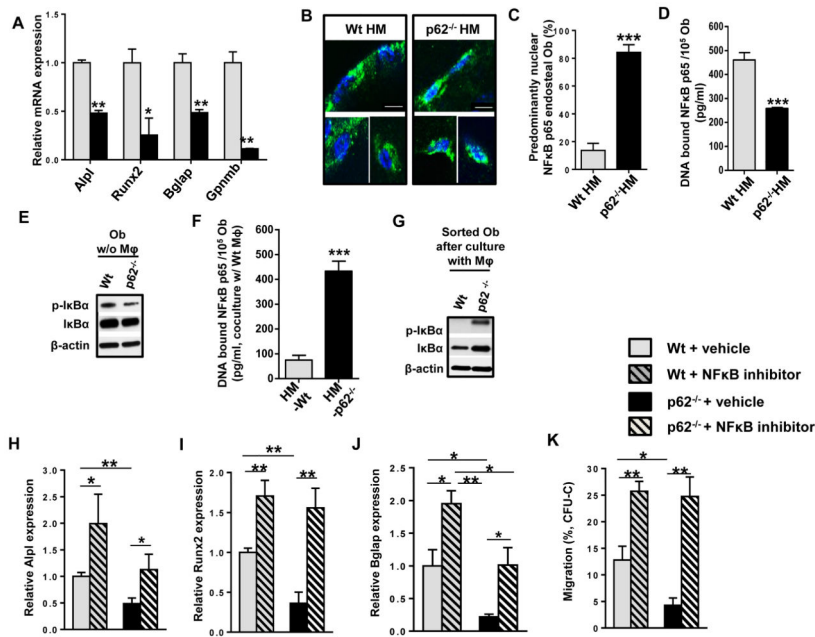 A
Relative mRNA expression
1.5
1.0
0.5
0.0
** * ** **
Alpl Runx2 Bglap Gpnmb
B
Wt HM p62-/- HM
C
Predominantly nuclear
NFκB p65 endosteal Ob (%)
100
80
60
40
20
0
***
Wt HM
p62-/-HM
D
DNA bound NFκB p65 /10⁵ Ob
(pg/ml)
600
500
400
300
200
100
0
***
Wt HM
p62-/-HM
E
Ob
w/o Mφ
Wt p62-/-
p-IκBα
IκBα
β-actin
F
DNA bound NFκB p65 /10⁵ Ob
(pg/ml, coculture w/ Wt MΦ)
600
500
400
300
200
100
0
***
HM
-Wt
HM
-p62-/-
G
Sorted Ob
after culture
with Mφ
Wt p62 -/-
p-IκBα
IκBα
β-actin
Wt + vehicle
Wt + NFκB inhibitor
p62-/- + vehicle
p62-/- + NFκB inhibitor
H
Relative Alpl expression
3.0
2.5
2.0
1.5
1.0
0.5
0.0
**
* *
I
Relative Runx2 expression
2.0
1.5
1.0
0.5
0.0
**
** **
J
Relative Bglap expression
2.5
2.0
1.5
1.0
0.5
0.0
*
* ** *
*
K
Migration (%, CFU-C)
30
25
20
15
10
5
0
*
** **